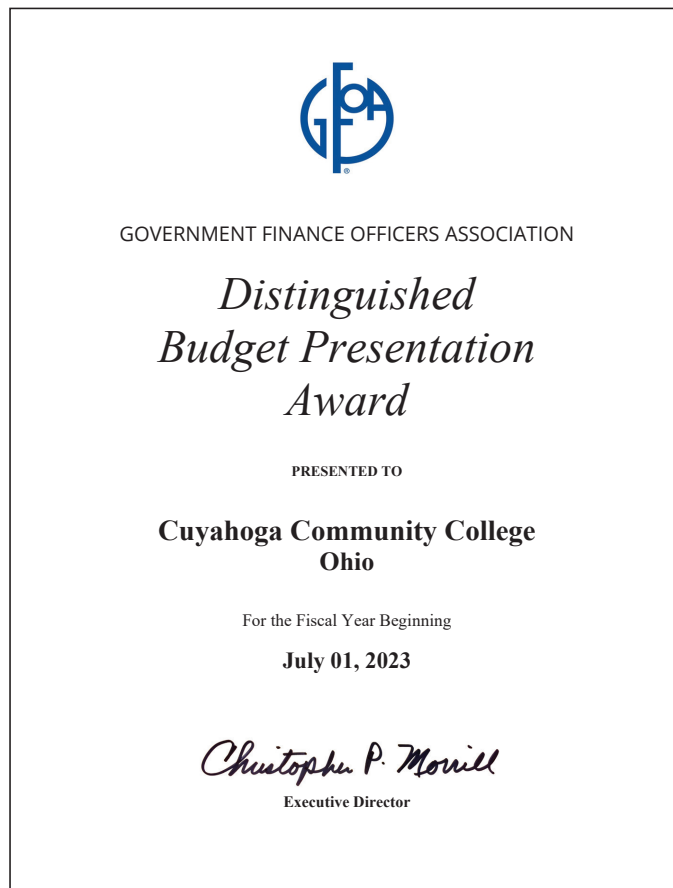 GFOA
®
GOVERNMENT FINANCE OFFICERS ASSOCIATION
Distinguished
Budget Presentation
Award
PRESENTED TO
Cuyahoga Community College
Ohio
For the Fiscal Year Beginning
July 01, 2023
Christopher P. Morrill
Executive Director